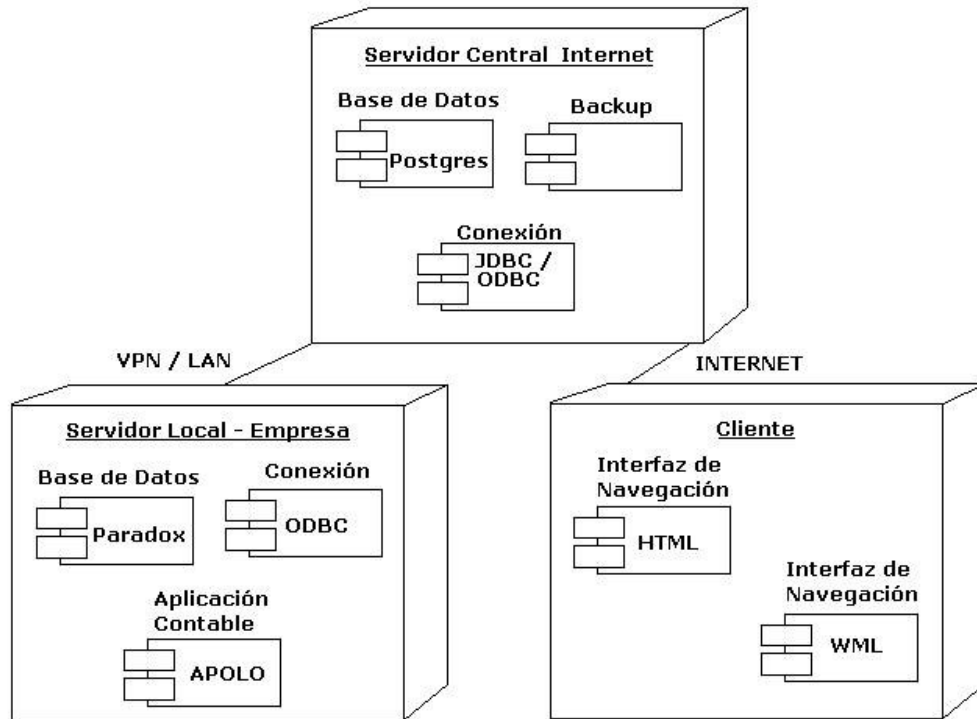 Servidor Central Internet
Base de Datos
Postgres
Backup
Conexión
JDBC /
ODBC
VPN / LAN
INTERNET
Servidor Local - Empresa
Base de Datos
Paradox
Conexión
ODBC
Aplicación
Contable
APOLO
Cliente
Interfaz de
Navegación
HTML
Interfaz de
Navegación
WML